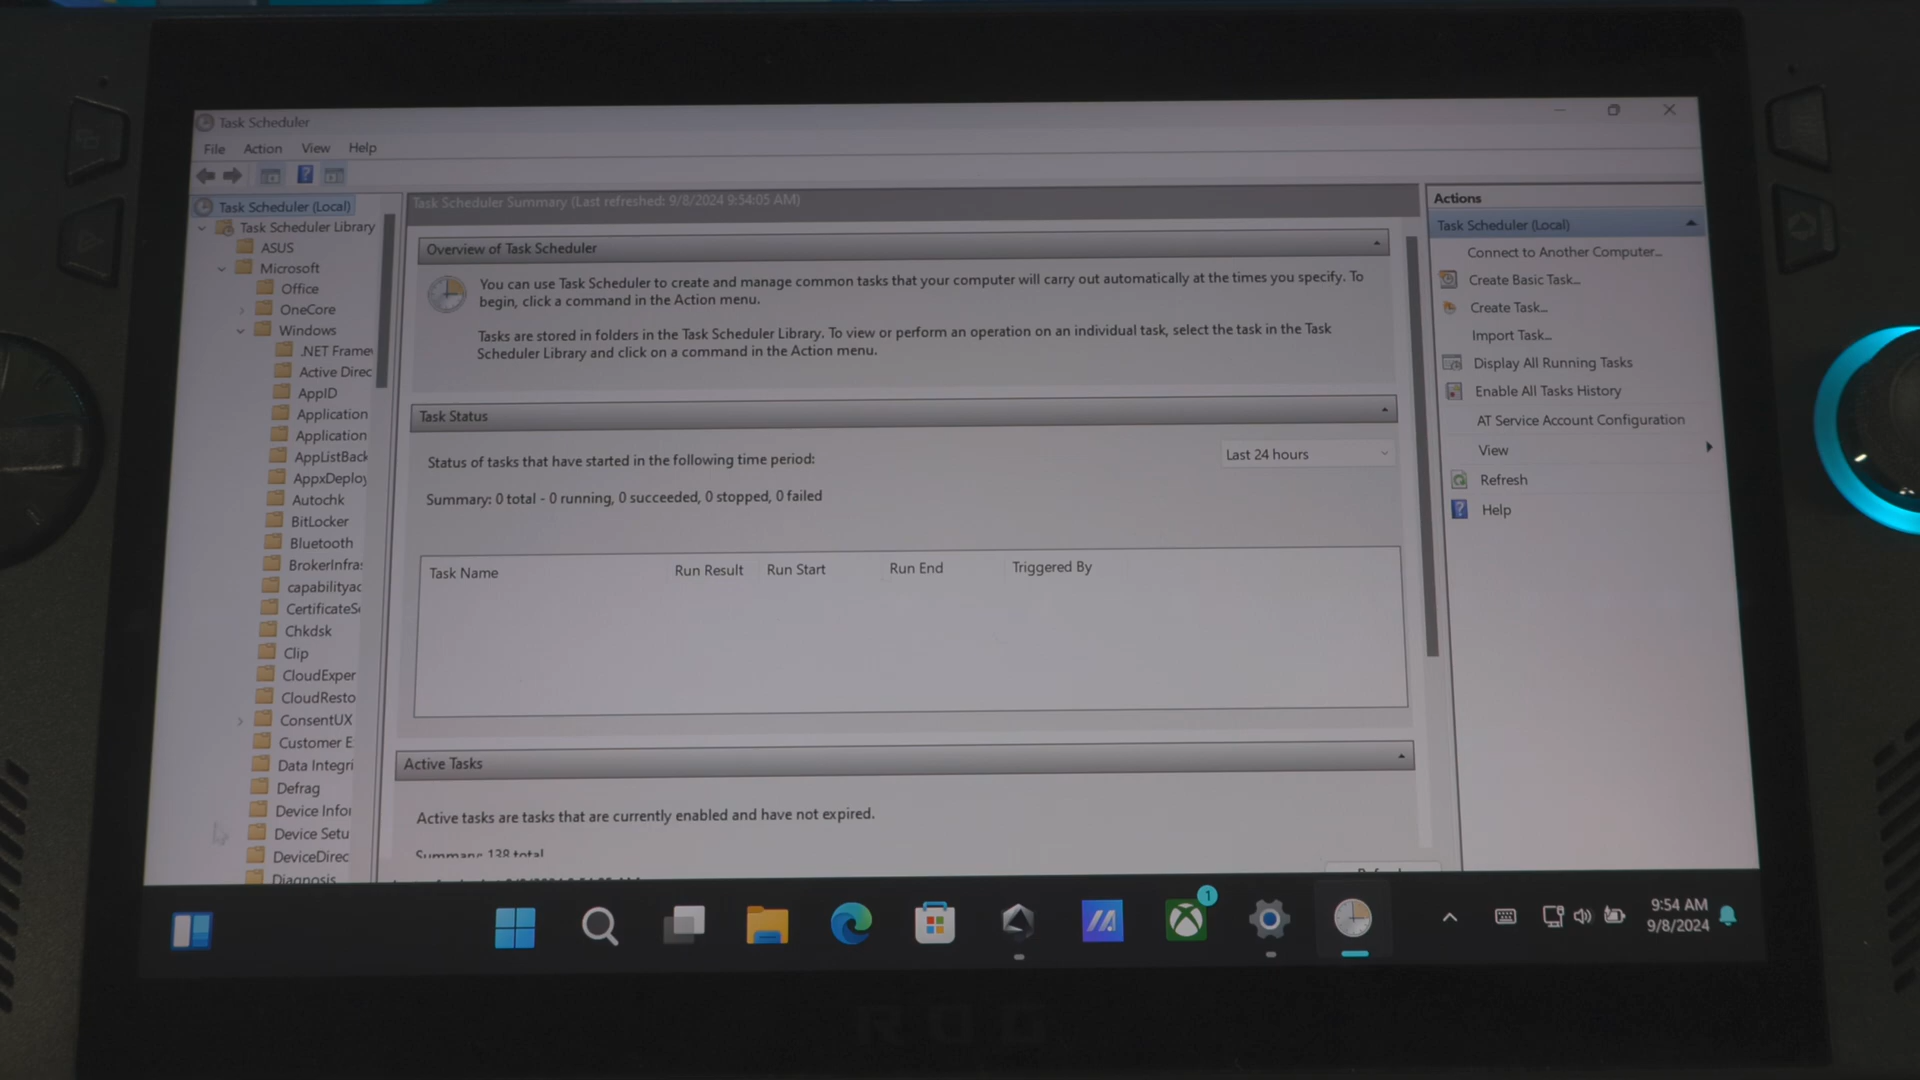 Task Scheduler
File Action View Help
Task Scheduler (Local)
Task Scheduler Library
ASUS
Microsoft
Office
OneCore
Windows
.NET Frame
Active Direc
AppID
Application
Application
AppListBack
AppxDeploy
Autochk
BitLocker
Bluetooth
BrokerInfras
capabilityac
CertificateSe
Chkdsk
Clip
CloudExper
CloudResto
ConsentUX
Customer E
Data Integri
Defrag
Device Infor
Device Setu
DeviceDirec
Diagnosis
Task Scheduler Summary (Last refreshed: 9/8/2024 9:54:05 AM)
Overview of Task Scheduler
You can use Task Scheduler to create and manage common tasks that your computer will carry out automatically at the times you specify. To
begin, click a command in the Action menu.
Tasks are stored in folders in the Task Scheduler Library. To view or perform an operation on an individual task, select the task in the Task
Scheduler Library and click on a command in the Action menu.
Task Status
Status of tasks that have started in the following time period:
Last 24 hours
Summary: 0 total - 0 running, 0 succeeded, 0 stopped, 0 failed
Task Name Run Result Run Start Run End Triggered By
Active Tasks
Active tasks are tasks that are currently enabled and have not expired.
Summary: 138 total
Actions
Task Scheduler (Local)
Connect to Another Computer...
Create Basic Task...
Create Task...
Import Task...
Display All Running Tasks
Enable All Tasks History
AT Service Account Configuration
View
Refresh
Help
1
9:54 AM
9/8/2024